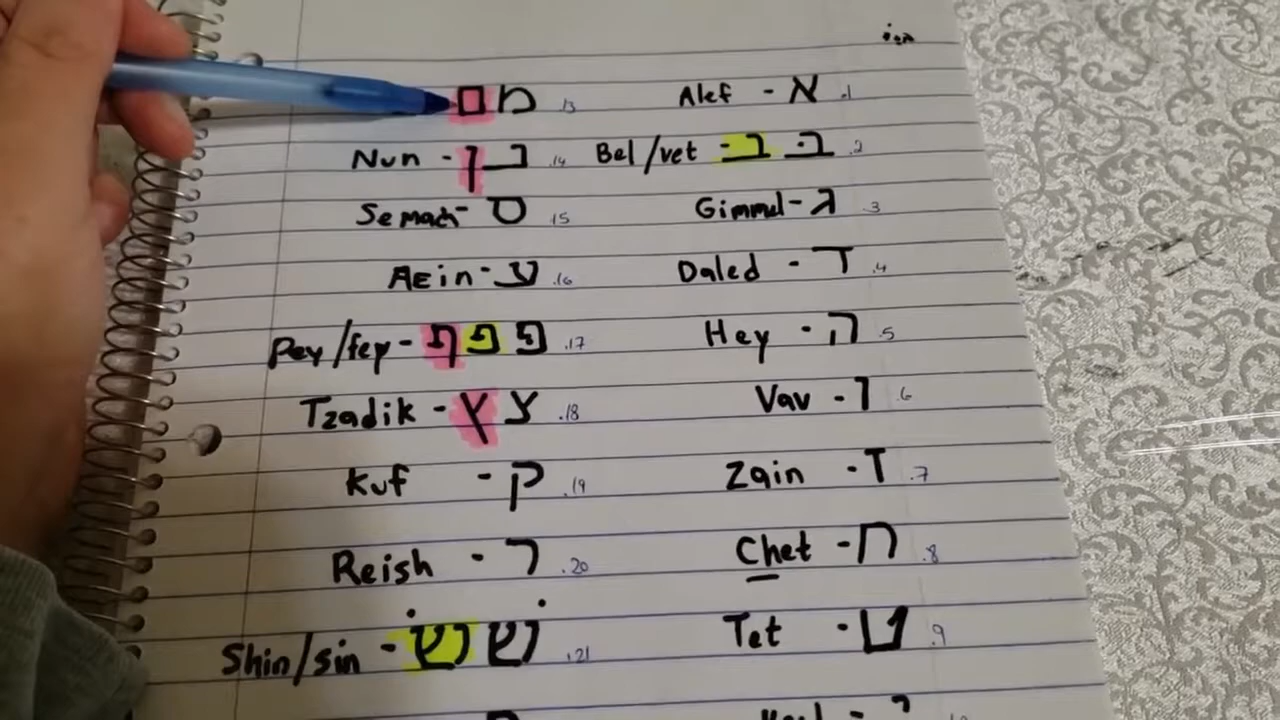 Alef - א .1
Bet/vet - ב בּ .2
Gimmel - ג 3
Daled - ד .4
Hey - ה .5
Vav - ו .6
Zain - ז .7
Chet - ח .8
Tet - ט .9
ם מ .13
Nun - ן נ .14
Semach - ס .15
AEin - ע .16
Pey/fey - ף פ פּ .17
Tzadik - ץ צ .18
Kuf - ק .19
Reish - ר .20
Shin/sin - שׂ שׁ .21